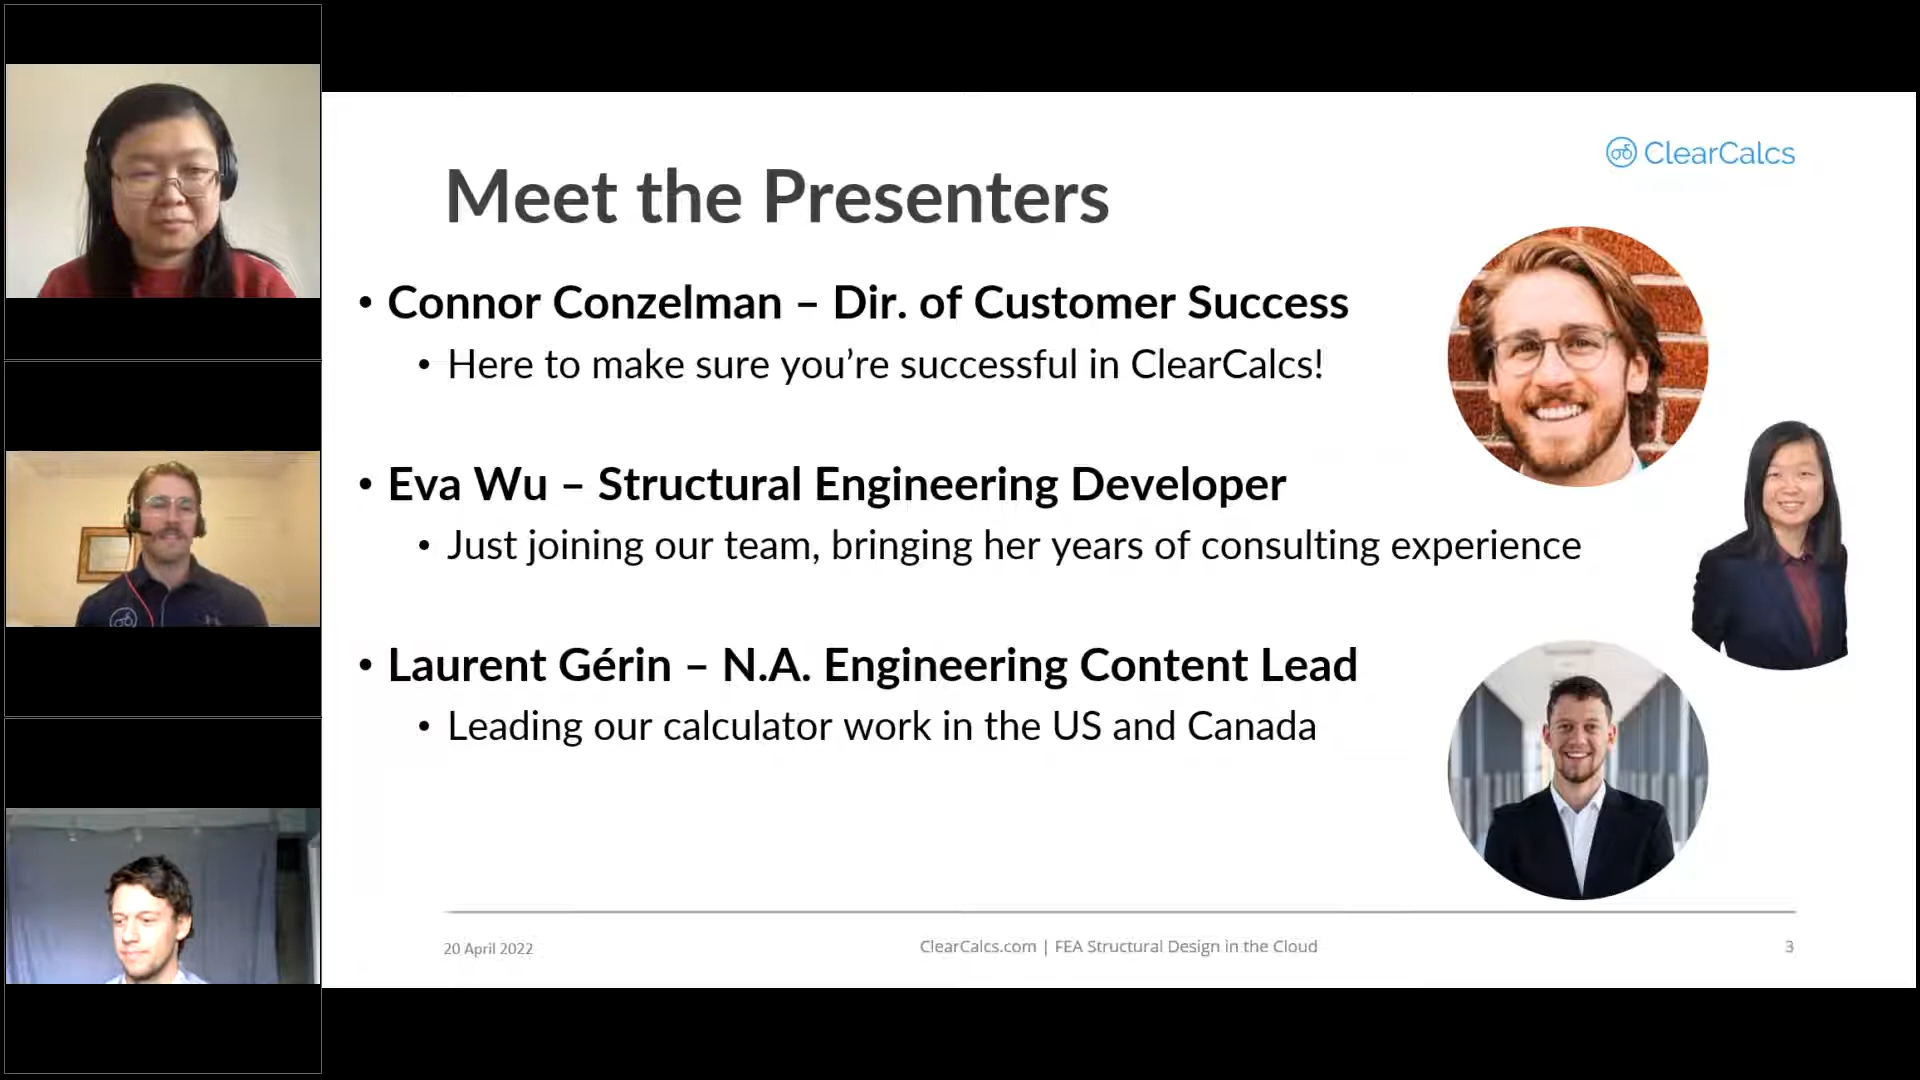 ClearCalcs
Meet the Presenters
• Connor Conzelman – Dir. of Customer Success
• Here to make sure you’re successful in ClearCalcs!
• Eva Wu – Structural Engineering Developer
• Just joining our team, bringing her years of consulting experience
• Laurent Gérin – N.A. Engineering Content Lead
• Leading our calculator work in the US and Canada
20 April 2022
ClearCalcs.com | FEA Structural Design in the Cloud
3